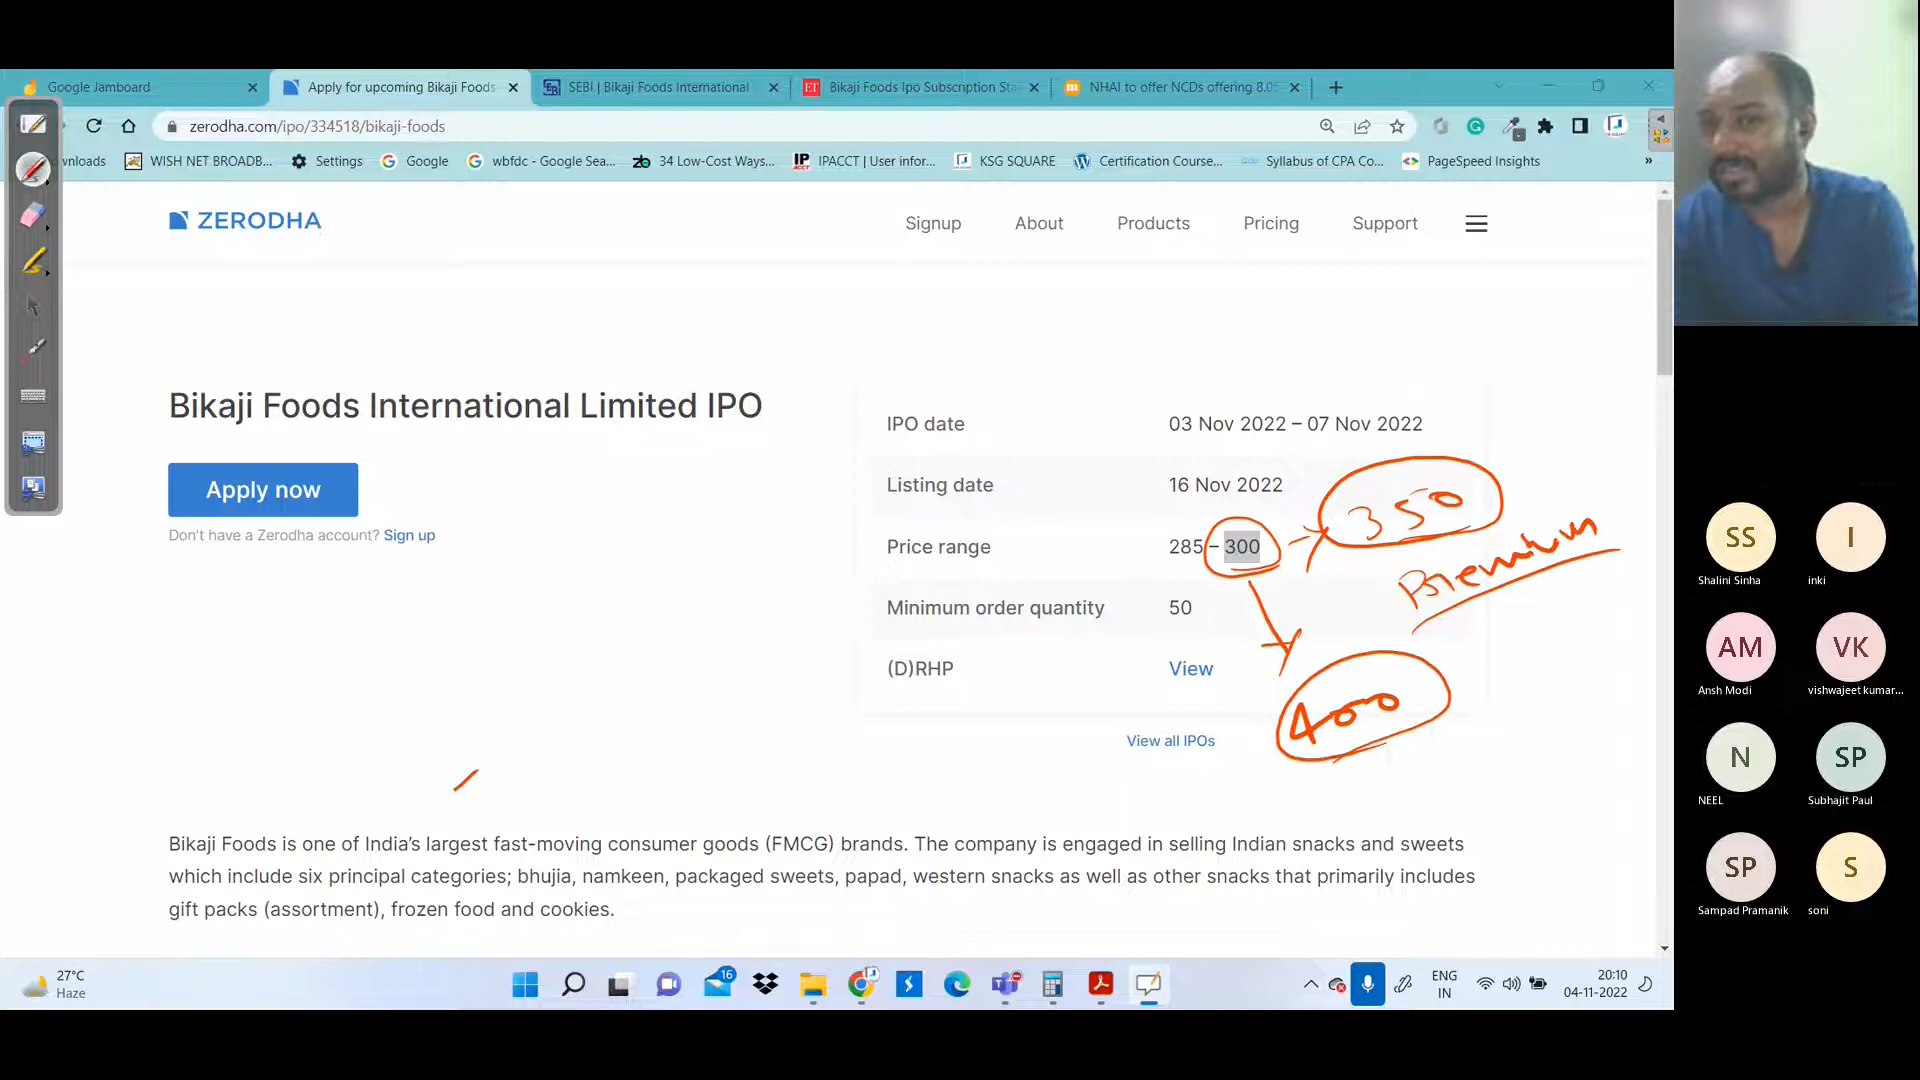 Google Jamboard
Apply for upcoming Bikaji Foods
SEBI | Bikaji Foods International
ET Bikaji Foods Ipo Subscription Sta
NHAI to offer NCDs offering 8.0
zerodha.com/ipo/334518/bikaji-foods
wnloads
WISH NET BROADB...
Settings
Google
wbfdc - Google Sea...
34 Low-Cost Ways...
IPACCT | User infor...
KSG SQUARE
Certification Course...
Syllabus of CPA Co...
PageSpeed Insights
»
ZERODHA
Signup About Products Pricing Support
Bikaji Foods International Limited IPO
Apply now
Don't have a Zerodha account? Sign up
IPO date 03 Nov 2022 – 07 Nov 2022
Listing date 16 Nov 2022
350
Price range 285 – 300
Premium
Minimum order quantity 50
(D)RHP View
400
View all IPOs
Bikaji Foods is one of India's largest fast-moving consumer goods (FMCG) brands. The company is engaged in selling Indian snacks and sweets
which include six principal categories; bhujia, namkeen, packaged sweets, papad, western snacks as well as other snacks that primarily includes
gift packs (assortment), frozen food and cookies.
SS I
Shalini Sinha inki
AM VK
Ansh Modi vishwajeet kumar...
N SP
NEEL Subhajit Paul
SP S
Sampad Pramanik soni
27°C
Haze
16
ENG
IN
20:10
04-11-2022